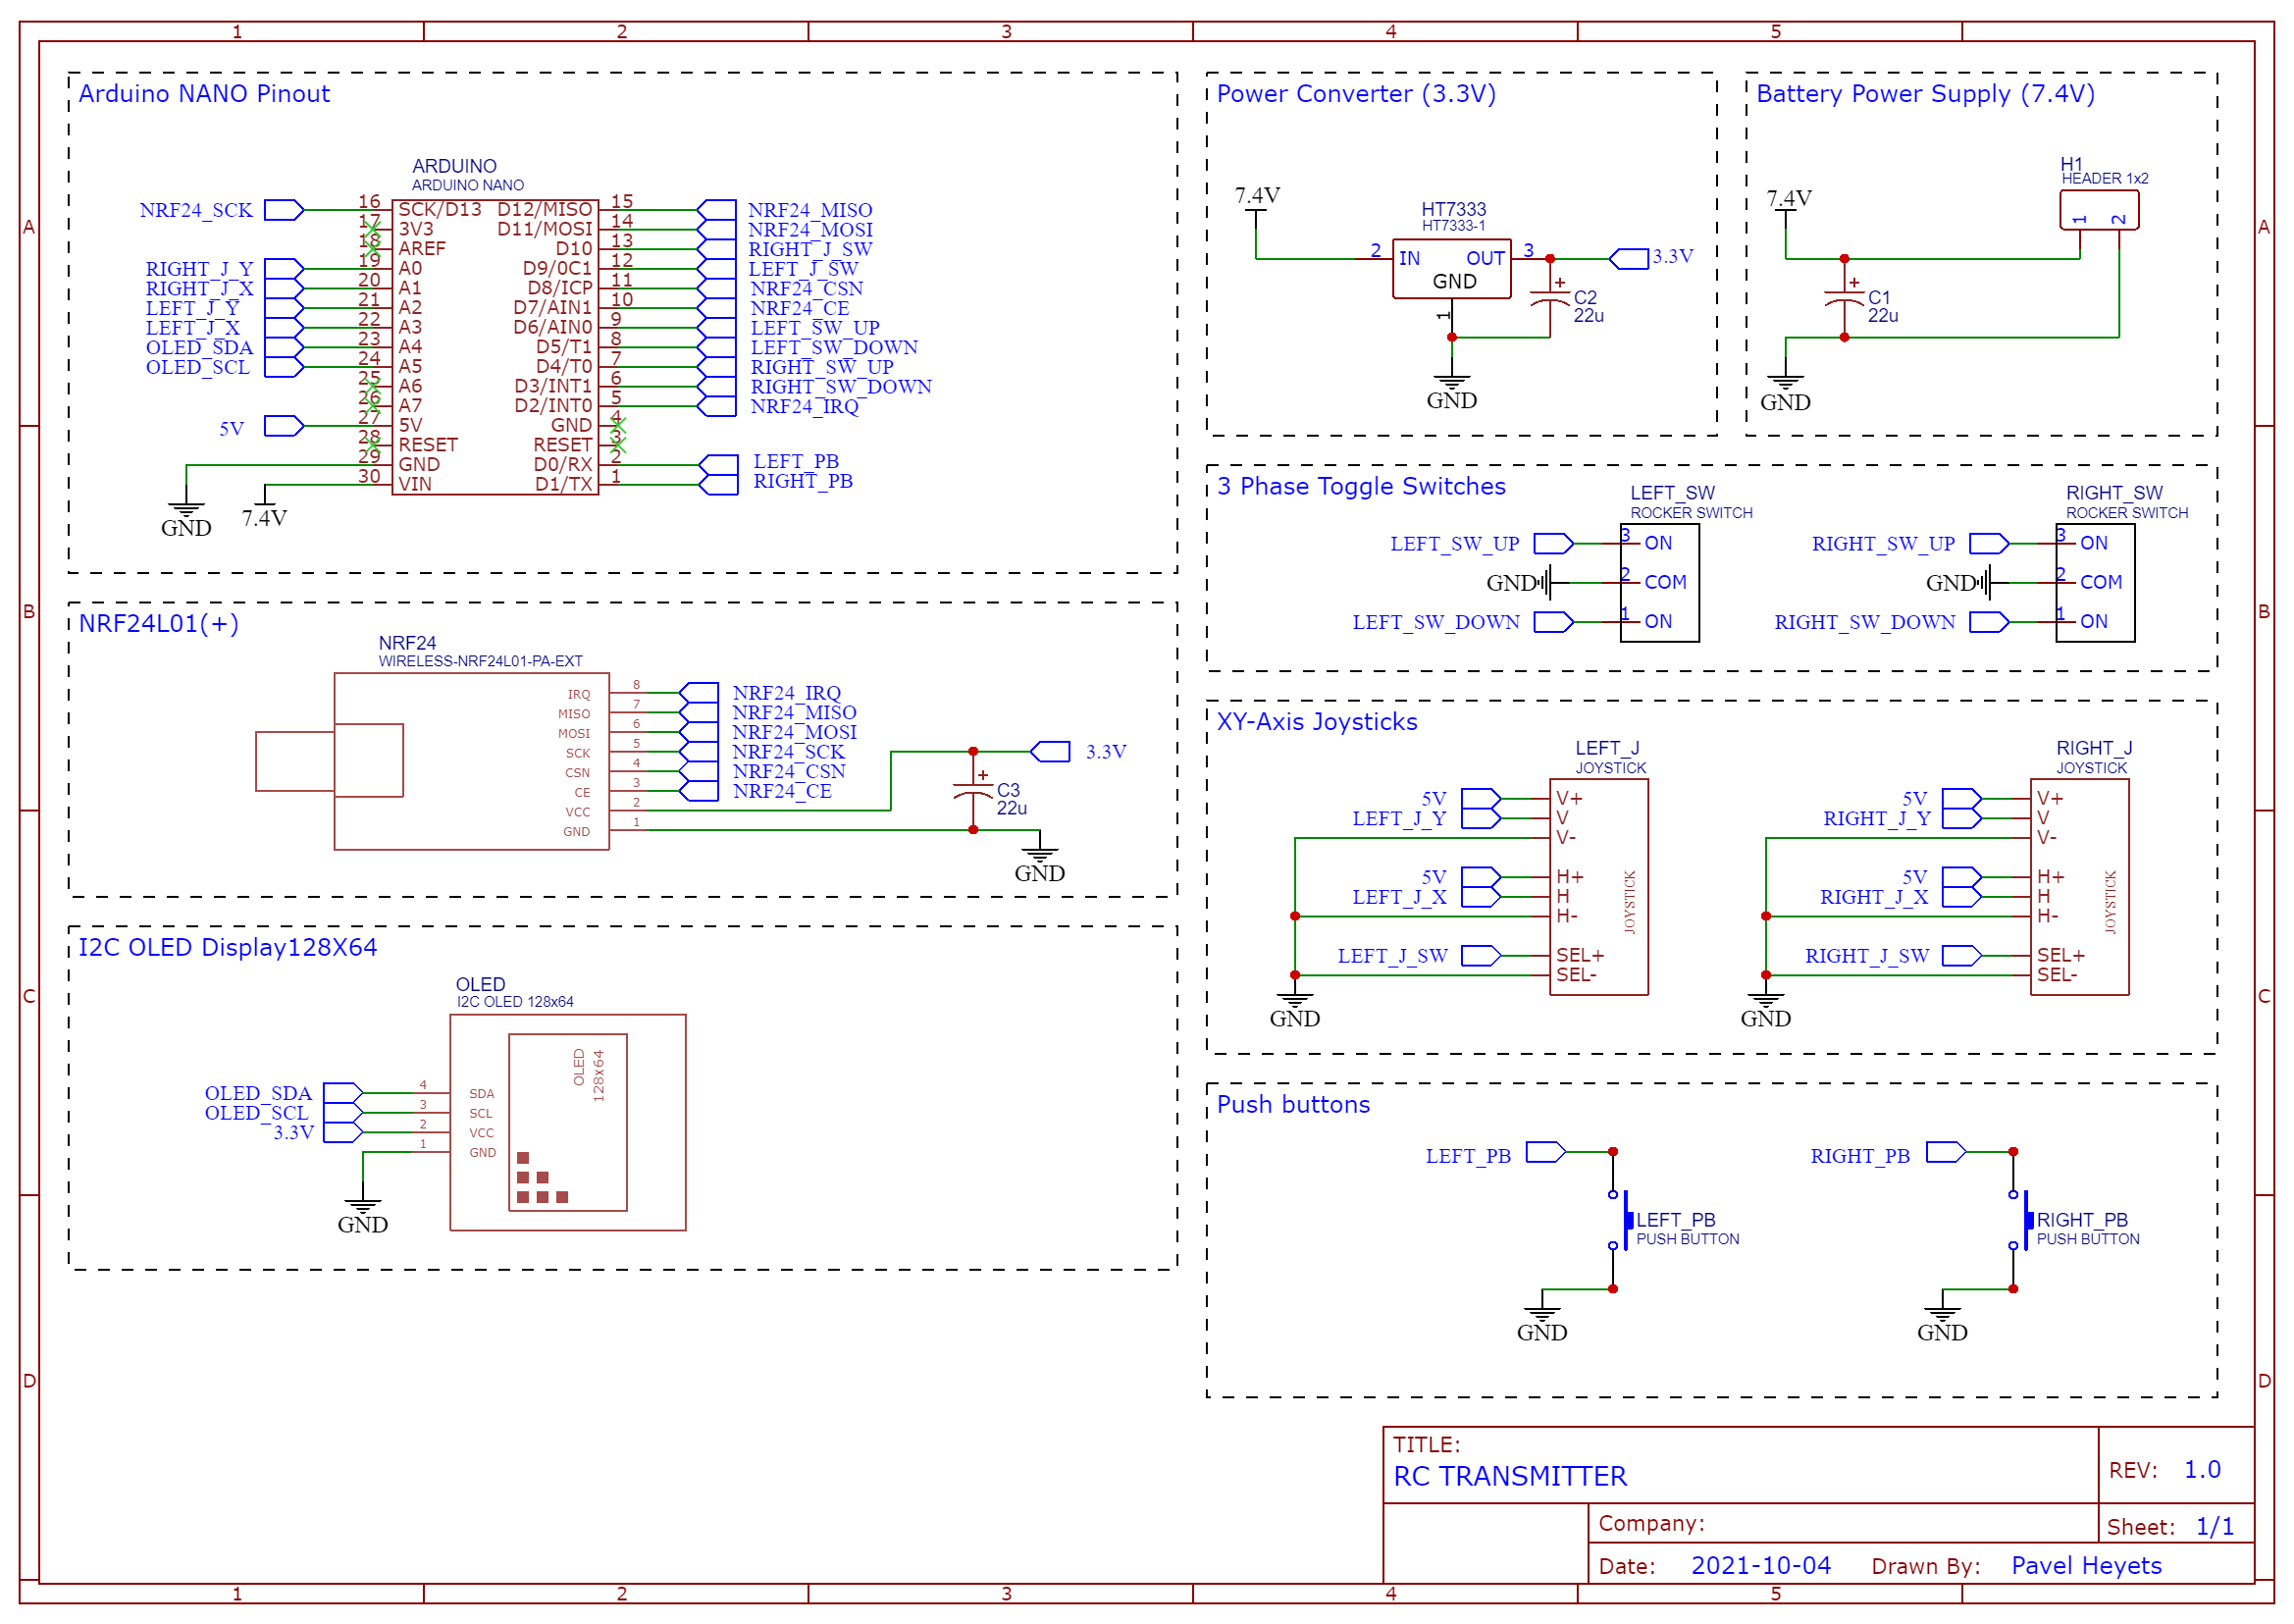 1 2 3 4 5
A
B
C
D
Arduino NANO Pinout
ARDUINO
ARDUINO NANO
NRF24_SCK 16 SCK/D13 D12/MISO 15 NRF24_MISO
17 3V3 D11/MOSI 14 NRF24_MOSI
18 AREF D10 13 RIGHT_J_SW
RIGHT_J_Y 19 A0 D9/0C1 12 LEFT_J_SW
RIGHT_J_X 20 A1 D8/ICP 11 NRF24_CSN
LEFT_J_Y 21 A2 D7/AIN1 10 NRF24_CE
LEFT_J_X 22 A3 D6/AIN0 9 LEFT_SW_UP
OLED_SDA 23 A4 D5/T1 8 LEFT_SW_DOWN
OLED_SCL 24 A5 D4/T0 7 RIGHT_SW_UP
25 A6 D3/INT1 6 RIGHT_SW_DOWN
26 A7 D2/INT0 5 NRF24_IRQ
5V 27 5V GND 4
28 RESET RESET 3
29 GND D0/RX 2 LEFT_PB
30 VIN D1/TX 1 RIGHT_PB
GND 7.4V
NRF24L01(+)
NRF24
WIRELESS-NRF24L01-PA-EXT
IRQ 8 NRF24_IRQ
MISO 7 NRF24_MISO
MOSI 6 NRF24_MOSI
SCK 5 NRF24_SCK
CSN 4 NRF24_CSN
CE 3 NRF24_CE
VCC 2
GND 1
3.3V
+
C3
22u
GND
I2C OLED Display128X64
OLED
I2C OLED 128x64
OLED
128x64
OLED_SDA 4 SDA
OLED_SCL 3 SCL
3.3V 2 VCC
1 GND
GND
Power Converter (3.3V)
7.4V
HT7333
HT7333-1
2 IN OUT 3 3.3V
GND
1
+
C2
22u
GND
Battery Power Supply (7.4V)
7.4V
H1
HEADER 1x2
1 2
+
C1
22u
GND
3 Phase Toggle Switches
LEFT_SW
ROCKER SWITCH
LEFT_SW_UP 3 ON
GND 2 COM
LEFT_SW_DOWN 1 ON
RIGHT_SW
ROCKER SWITCH
RIGHT_SW_UP 3 ON
GND 2 COM
RIGHT_SW_DOWN 1 ON
XY-Axis Joysticks
LEFT_J
JOYSTICK
5V V+
LEFT_J_Y V
V-
5V H+
LEFT_J_X H
H-
LEFT_J_SW SEL+
SEL-
JOYSTICK
GND
RIGHT_J
JOYSTICK
5V V+
RIGHT_J_Y V
V-
5V H+
RIGHT_J_X H
H-
RIGHT_J_SW SEL+
SEL-
JOYSTICK
GND
Push buttons
LEFT_PB
LEFT_PB
PUSH BUTTON
GND
RIGHT_PB
RIGHT_PB
PUSH BUTTON
GND
TITLE:
RC TRANSMITTER
REV: 1.0
Company:
Sheet: 1/1
Date: 2021-10-04 Drawn By: Pavel Heyets
A
B
C
D
1 2 3 4 5